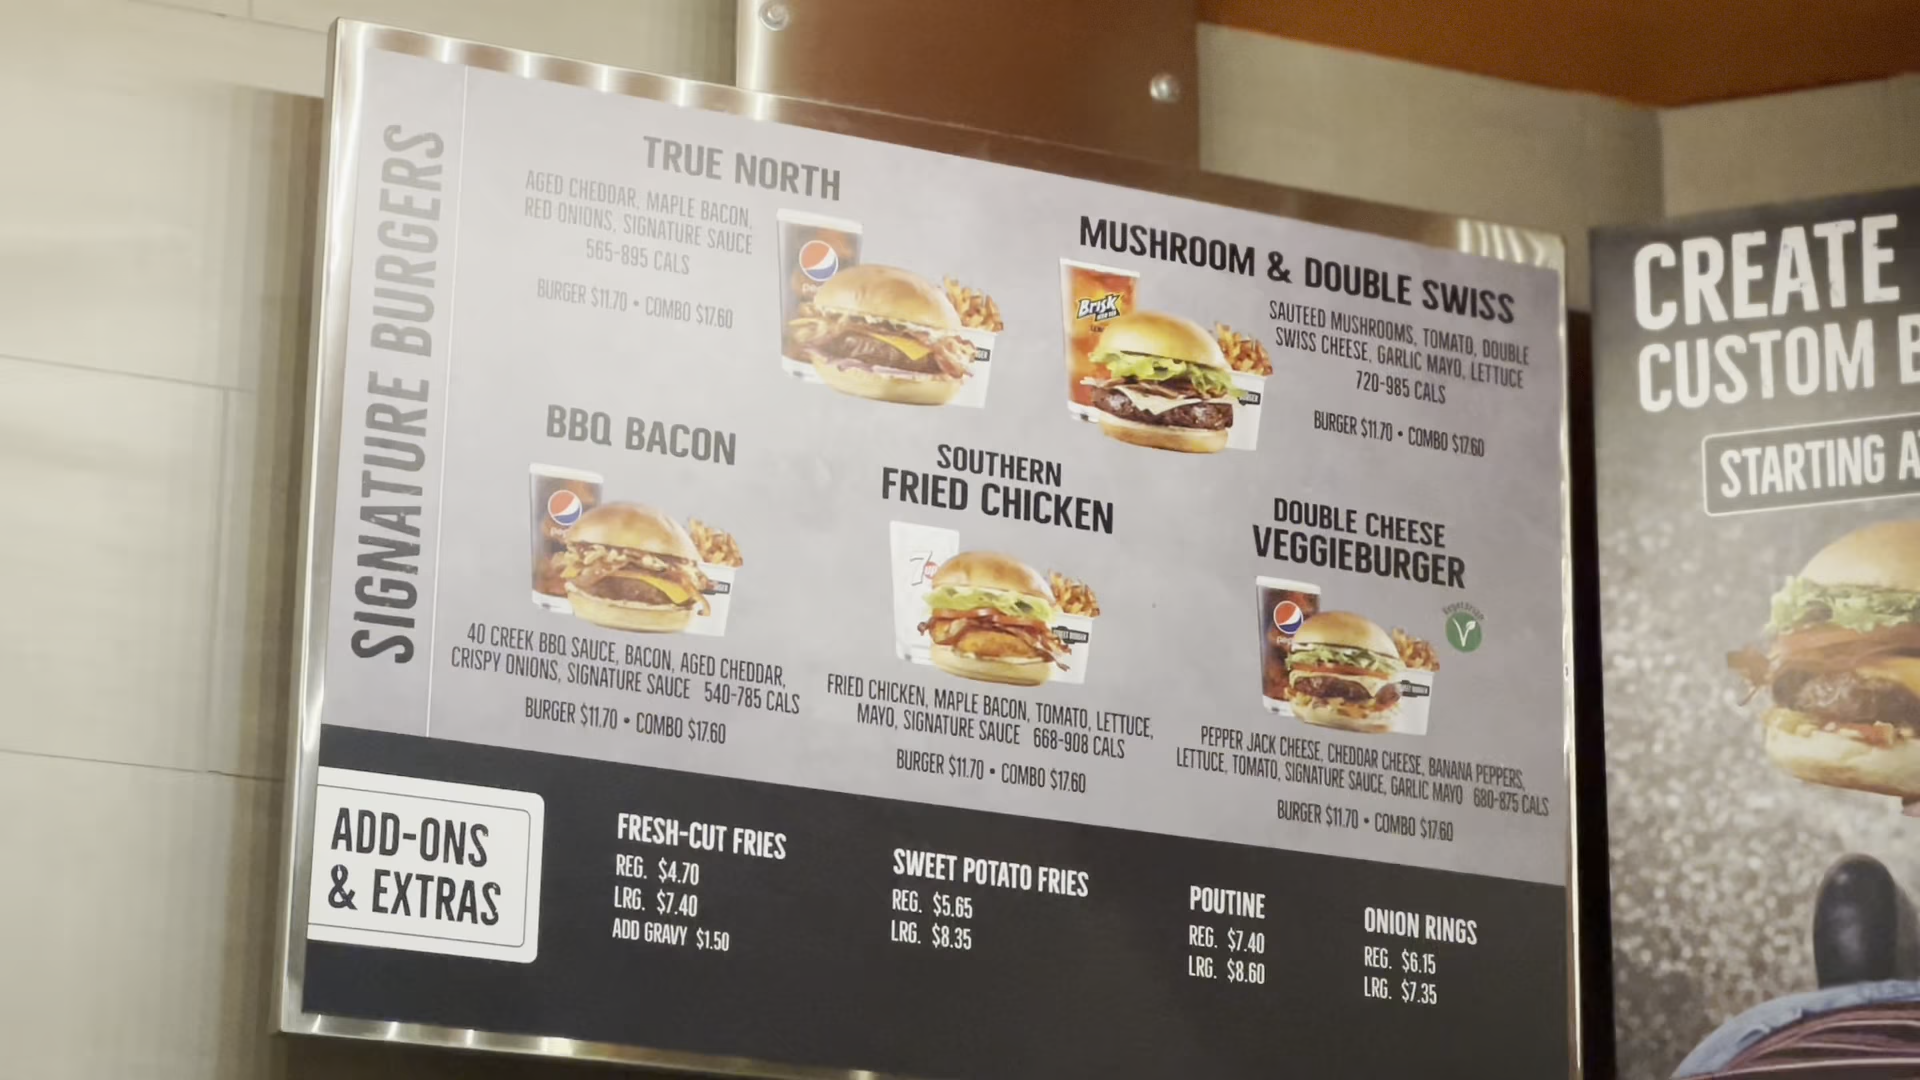 SIGNATURE BURGERS
TRUE NORTH
AGED CHEDDAR, MAPLE BACON,
RED ONIONS, SIGNATURE SAUCE
565-895 CALS
BURGER $11.70 • COMBO $17.60
MUSHROOM & DOUBLE SWISS
Brisk
SAUTEED MUSHROOMS, TOMATO, DOUBLE
SWISS CHEESE, GARLIC MAYO, LETTUCE
720-985 CALS
BURGER $11.70 • COMBO $17.60
BBQ BACON
40 CREEK BBQ SAUCE, BACON, AGED CHEDDAR,
CRISPY ONIONS, SIGNATURE SAUCE 540-785 CALS
BURGER $11.70 • COMBO $17.60
SOUTHERN
FRIED CHICKEN
7up
FRIED CHICKEN, MAPLE BACON, TOMATO, LETTUCE,
MAYO, SIGNATURE SAUCE 668-908 CALS
BURGER $11.70 • COMBO $17.60
DOUBLE CHEESE
VEGGIEBURGER
Vegetarian
V
PEPPER JACK CHEESE, CHEDDAR CHEESE, BANANA PEPPERS,
LETTUCE, TOMATO, SIGNATURE SAUCE, GARLIC MAYO 680-875 CALS
BURGER $11.70 • COMBO $17.60
ADD-ONS
& EXTRAS
FRESH-CUT FRIES
REG. $4.70
LRG. $7.40
ADD GRAVY $1.50
SWEET POTATO FRIES
REG. $5.65
LRG. $8.35
POUTINE
REG. $7.40
LRG. $8.60
ONION RINGS
REG. $6.15
LRG. $7.35
CREATE
CUSTOM B
STARTING A